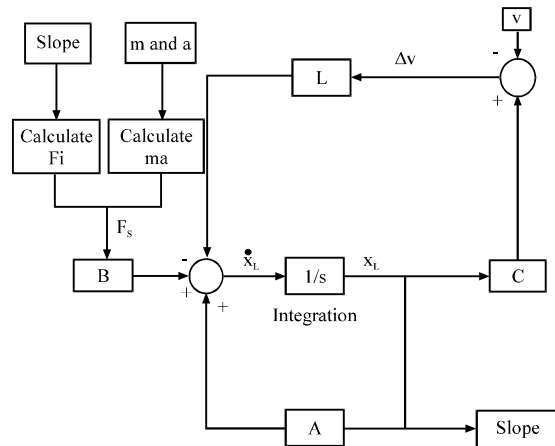 Slope
m and a
v
-
+
Δv
L
Calculate
Fi
Calculate
ma
F_S
B
-
+
+
ẋ_L
1/s
Integration
x_L
C
A
Slope